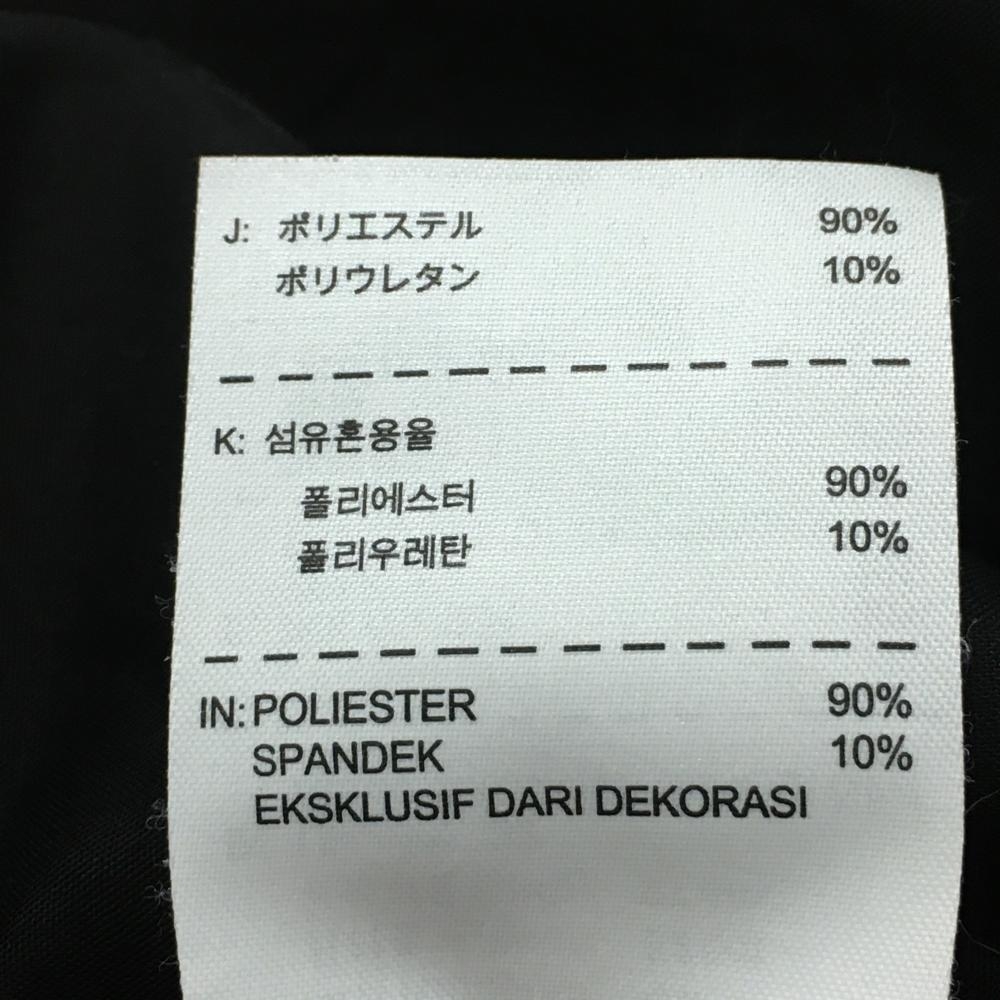 J: ポリエステル 90%
ポリウレタン 10%
K: 섬유혼용율
폴리에스터 90%
폴리우레탄 10%
IN: POLIESTER 90%
SPANDEK 10%
EKSKLUSIF DARI DEKORASI